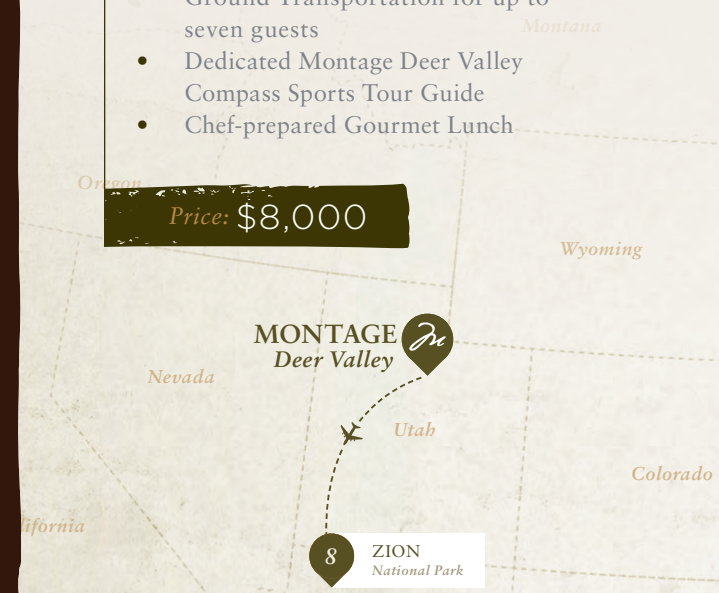 Ground Transportation for up to
seven guests
Montana
• Dedicated Montage Deer Valley
Compass Sports Tour Guide
• Chef-prepared Gourmet Lunch
Oregon
Price: $8,000
Wyoming
MONTAGE
Deer Valley
Nevada
Utah
Colorado
ifornia
8
ZION
National Park